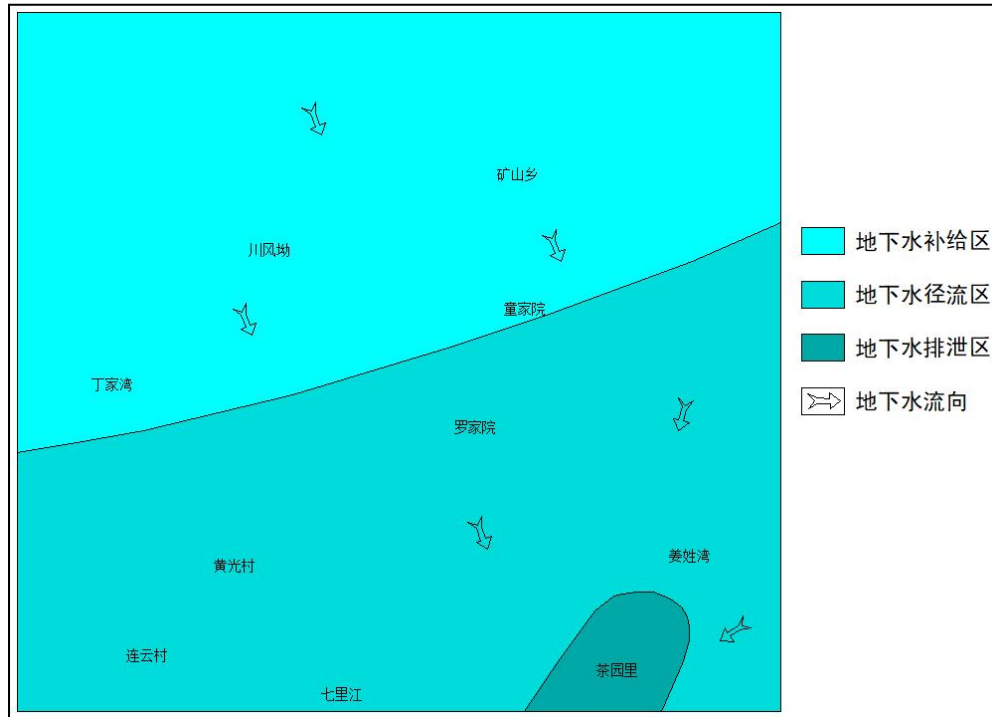 矿山乡
川风坳
童家院
丁家湾
罗家院
黄光村
姜姓湾
连云村
茶园里
七里江
地下水补给区
地下水径流区
地下水排泄区
地下水流向